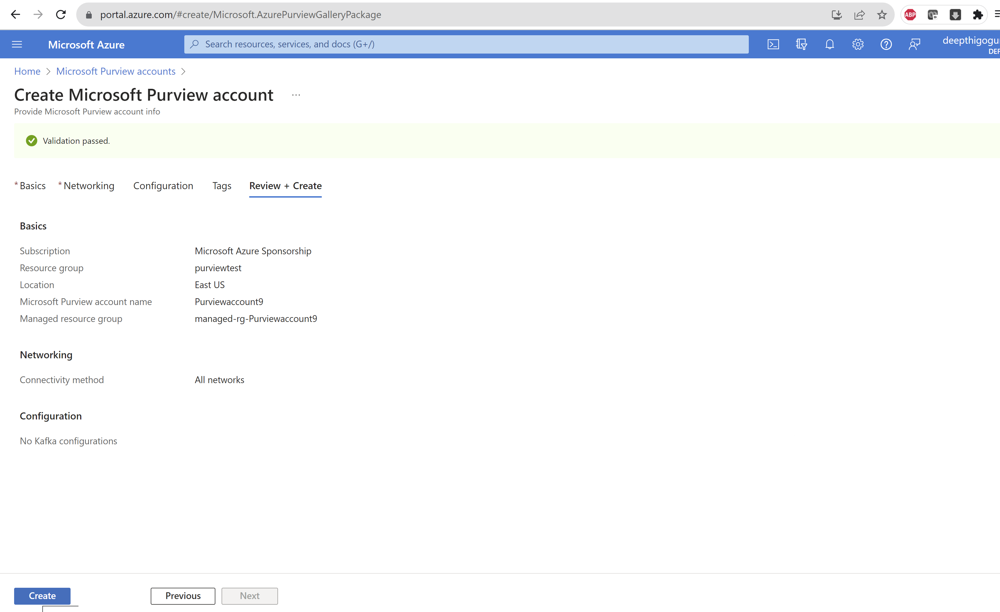 portal.azure.com/#create/Microsoft.AzurePurviewGalleryPackage
ABP
Microsoft Azure
Search resources, services, and docs (G+/)
deepthigogu
DEF
Home > Microsoft Purview accounts >
Create Microsoft Purview account ...
Provide Microsoft Purview account info
Validation passed.
* Basics * Networking Configuration Tags Review + Create
Basics
Subscription Microsoft Azure Sponsorship
Resource group purviewtest
Location East US
Microsoft Purview account name Purviewaccount9
Managed resource group managed-rg-Purviewaccount9
Networking
Connectivity method All networks
Configuration
No Kafka configurations
Create Previous Next